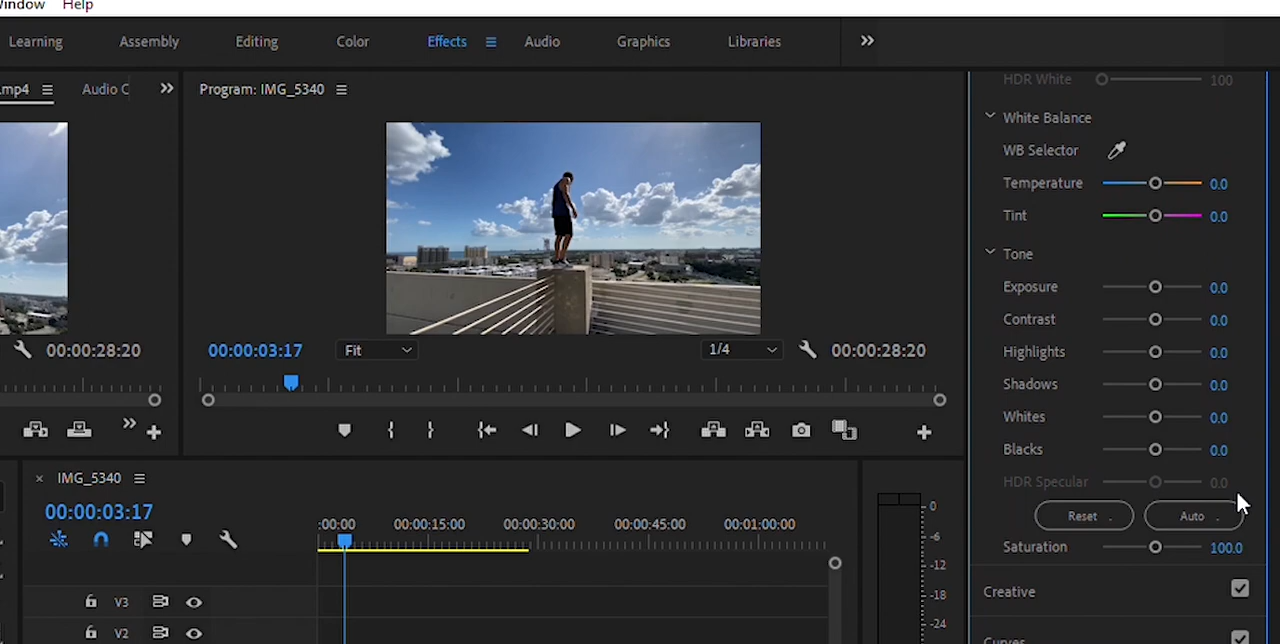 Window Help
Learning Assembly Editing Color Effects Audio Graphics Libraries
.mp4 Audio C
Program: IMG_5340
HDR White 100
White Balance
WB Selector
Temperature 0.0
Tint 0.0
Tone
Exposure 0.0
Contrast 0.0
Highlights 0.0
Shadows 0.0
Whites 0.0
Blacks 0.0
HDR Specular 0.0
Reset Auto
Saturation 100.0
Creative
Curves
00:00:28:20
00:00:03:17 Fit 1/4 00:00:28:20
IMG_5340
00:00:03:17
:00:00 00:00:15:00 00:00:30:00 00:00:45:00 00:01:00:00
V3
V2
0
-6
-12
-18
-24